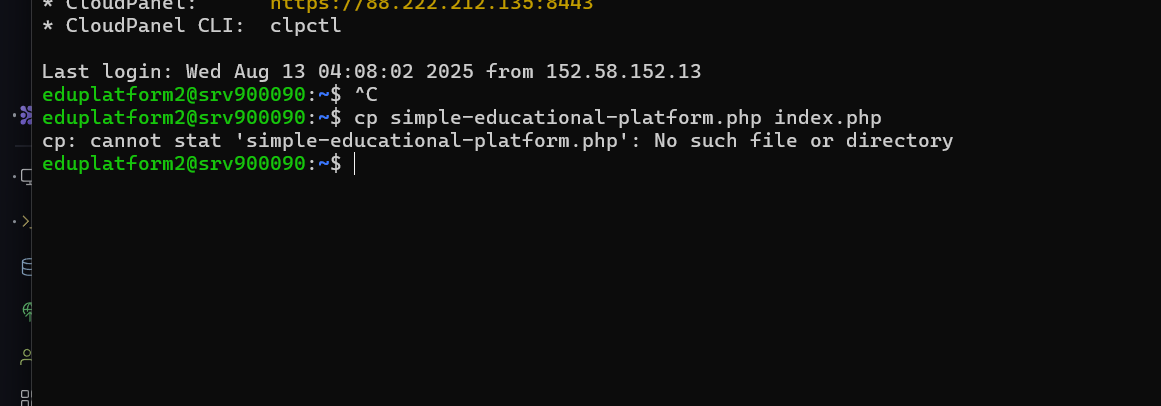 * CloudPanel: https://88.222.212.135:8443
* CloudPanel CLI: clpctl
Last login: Wed Aug 13 04:08:02 2025 from 152.58.152.13
eduplatform2@srv900090:~$ ^C
eduplatform2@srv900090:~$ cp simple-educational-platform.php index.php
cp: cannot stat 'simple-educational-platform.php': No such file or directory
eduplatform2@srv900090:~$